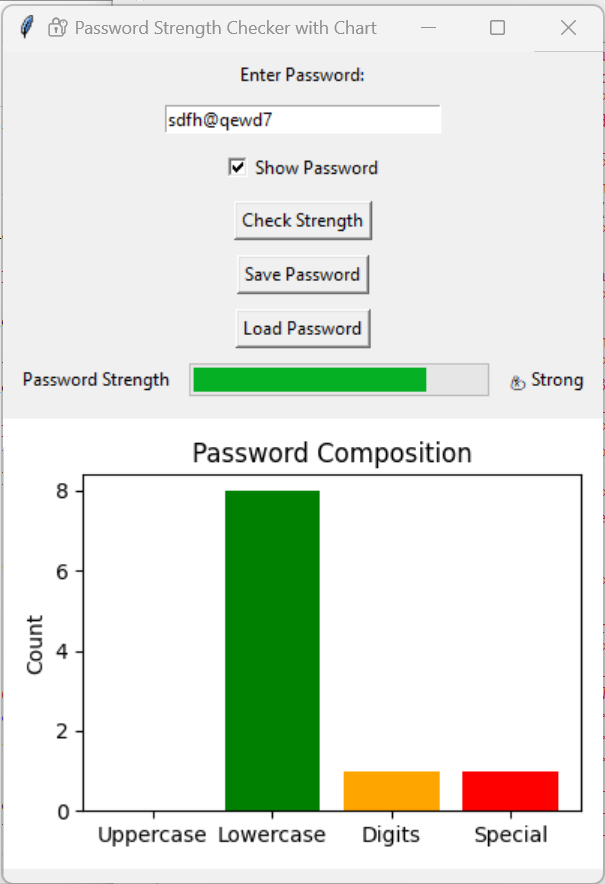 Password Strength Checker with Chart
Enter Password:
sdfh@qewd7
Show Password
Check Strength
Save Password
Load Password
Password Strength Strong
Password Composition
8
6
4
2
0
Count
Uppercase Lowercase Digits Special